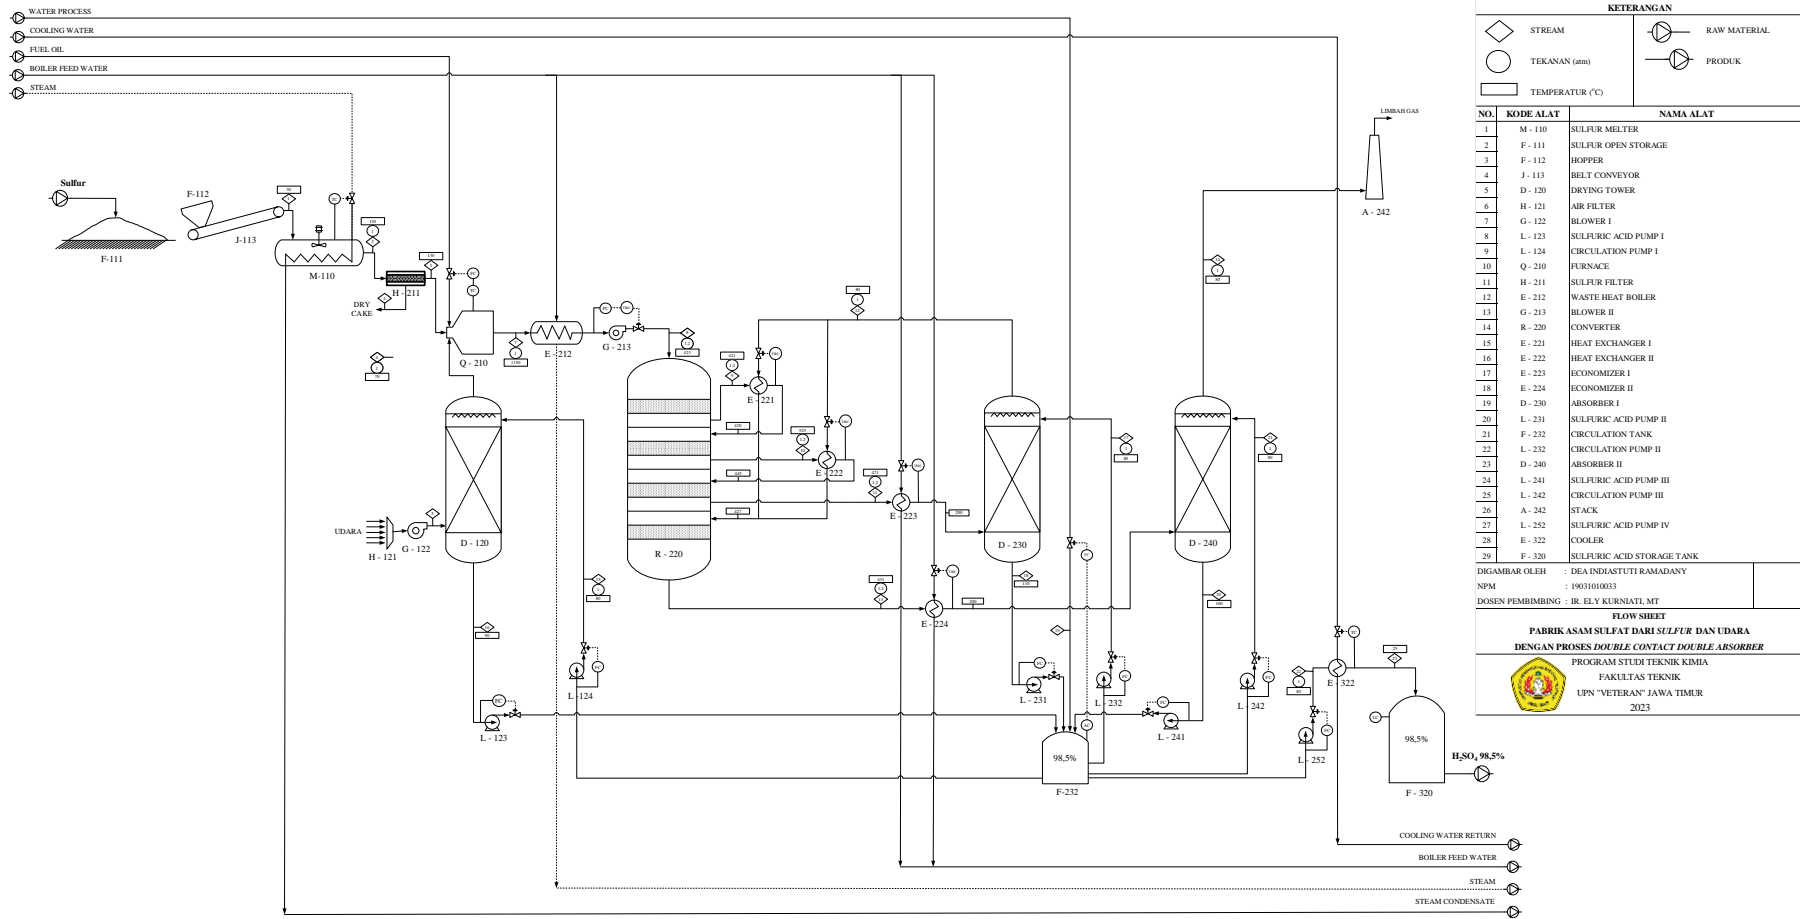 WATER PROCESS
COOLING WATER
FUEL OIL
BOILER FEED WATER
STEAM
Sulfur
F-111
F-112
J-113
M-110
H - 211
DRY
CAKE
Q - 210
E - 212
G - 213
LIMBAH GAS
A - 242
UDARA
H - 121
G - 122
D - 120
R - 220
E - 221
E - 222
E - 223
E - 224
D - 230
D - 240
L - 123
L - 124
L - 231
L - 232
L - 241
L - 242
L - 252
E - 322
98,5%
F-232
98,5%
F - 320
H₂SO₄ 98,5%
COOLING WATER RETURN
BOILER FEED WATER
STEAM
STEAM CONDENSATE
KETERANGAN
STREAM
RAW MATERIAL
TEKANAN (atm)
PRODUK
TEMPERATUR (°C)
NO. KODE ALAT NAMA ALAT
1 M - 110 SULFUR MELTER
2 F - 111 SULFUR OPEN STORAGE
3 F - 112 HOPPER
4 J - 113 BELT CONVEYOR
5 D - 120 DRYING TOWER
6 H - 121 AIR FILTER
7 G - 122 BLOWER I
8 L - 123 SULFURIC ACID PUMP I
9 L - 124 CIRCULATION PUMP I
10 Q - 210 FURNACE
11 H - 211 SULFUR FILTER
12 E - 212 WASTE HEAT BOILER
13 G - 213 BLOWER II
14 R - 220 CONVERTER
15 E - 221 HEAT EXCHANGER I
16 E - 222 HEAT EXCHANGER II
17 E - 223 ECONOMIZER I
18 E - 224 ECONOMIZER II
19 D - 230 ABSORBER I
20 L - 231 SULFURIC ACID PUMP II
21 F - 232 CIRCULATION TANK
22 L - 232 CIRCULATION PUMP II
23 D - 240 ABSORBER II
24 L - 241 SULFURIC ACID PUMP III
25 L - 242 CIRCULATION PUMP III
26 A - 242 STACK
27 L - 252 SULFURIC ACID PUMP IV
28 E - 322 COOLER
29 F - 320 SULFURIC ACID STORAGE TANK
DIGAMBAR OLEH : DEA INDIASTUTI RAMADANY
NPM : 19031010033
DOSEN PEMBIMBING : IR. ELY KURNIATI, MT
FLOW SHEET
PABRIK ASAM SULFAT DARI SULFUR DAN UDARA
DENGAN PROSES DOUBLE CONTACT DOUBLE ABSORBER
PROGRAM STUDI TEKNIK KIMIA
FAKULTAS TEKNIK
UPN "VETERAN" JAWA TIMUR
2023